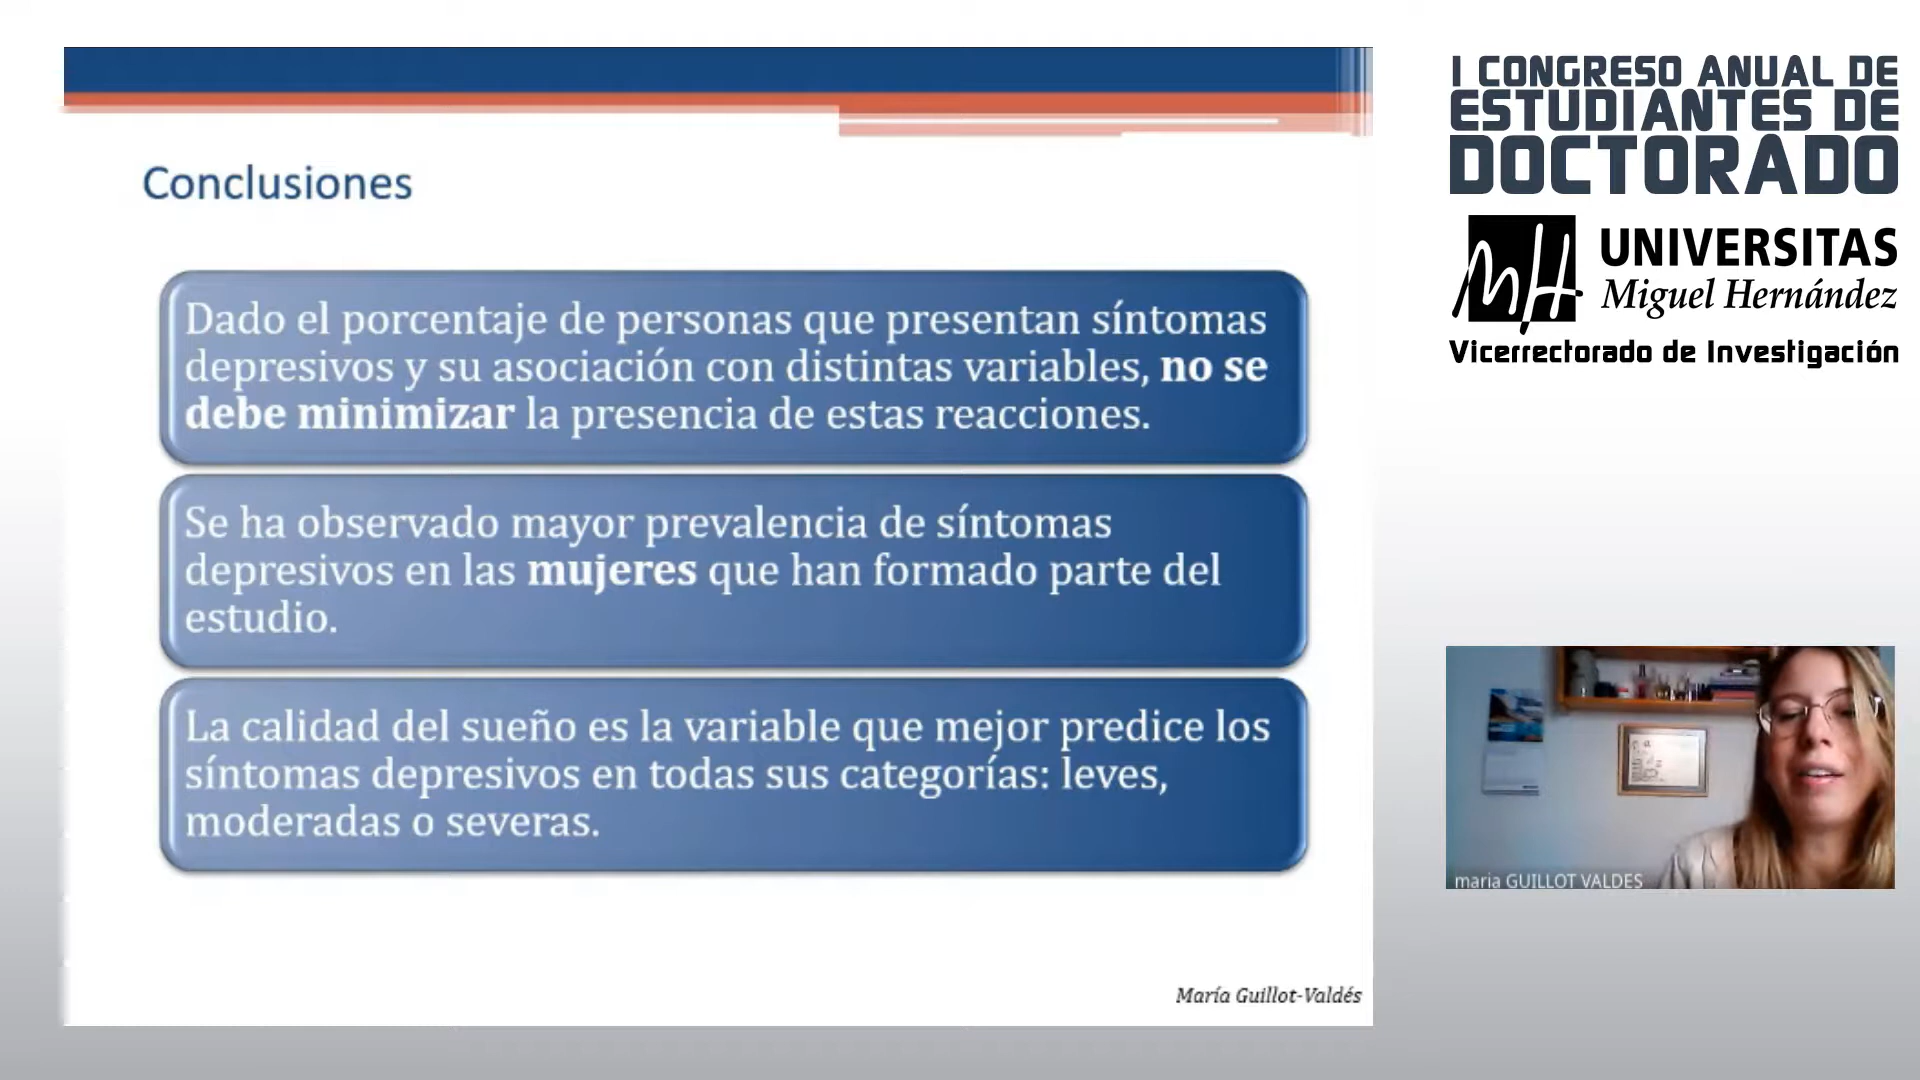 Conclusiones
Dado el porcentaje de personas que presentan síntomas
depresivos y su asociación con distintas variables, no se
debe minimizar la presencia de estas reacciones.
Se ha observado mayor prevalencia de síntomas
depresivos en las mujeres que han formado parte del
estudio.
La calidad del sueño es la variable que mejor predice los
síntomas depresivos en todas sus categorías: leves,
moderadas o severas.
María Guillot-Valdés
I CONGRESO ANUAL DE
ESTUDIANTES DE
DOCTORADO
UNIVERSITAS
Miguel Hernández
Vicerrectorado de Investigación
maria GUILLOT VALDES